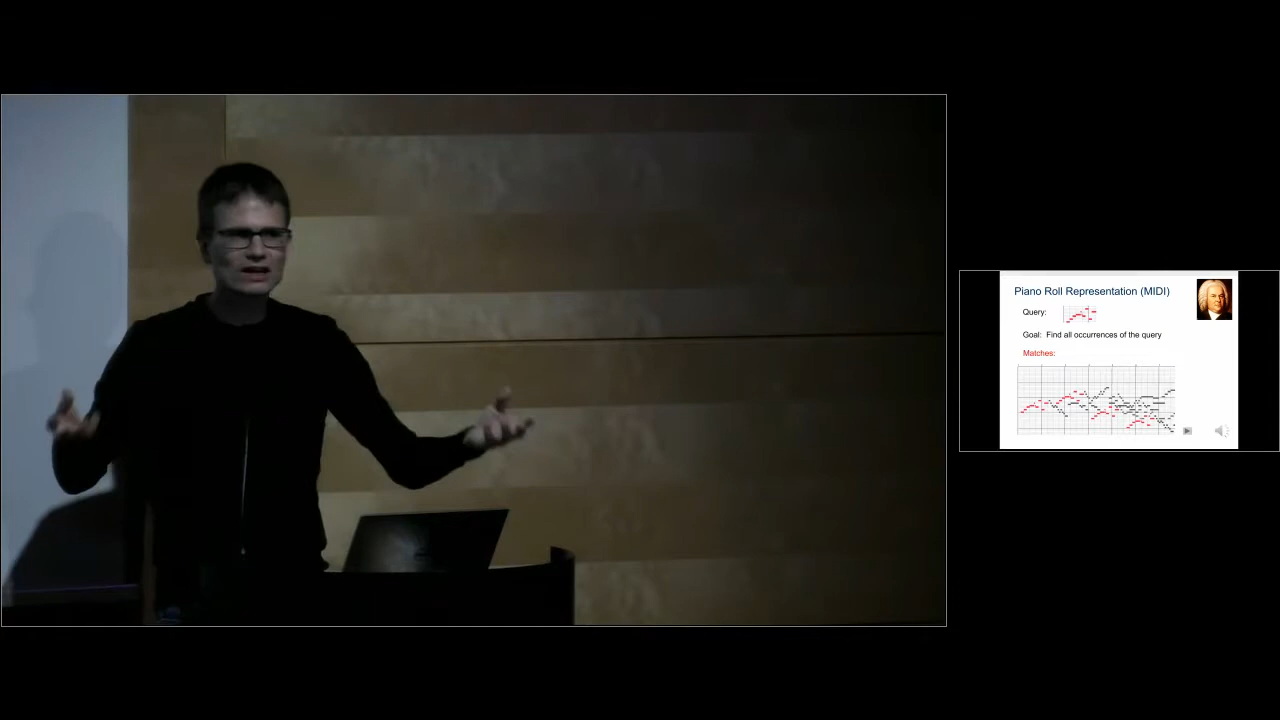 Piano Roll Representation (MIDI)
Query:
Goal: Find all occurrences of the query
Matches: